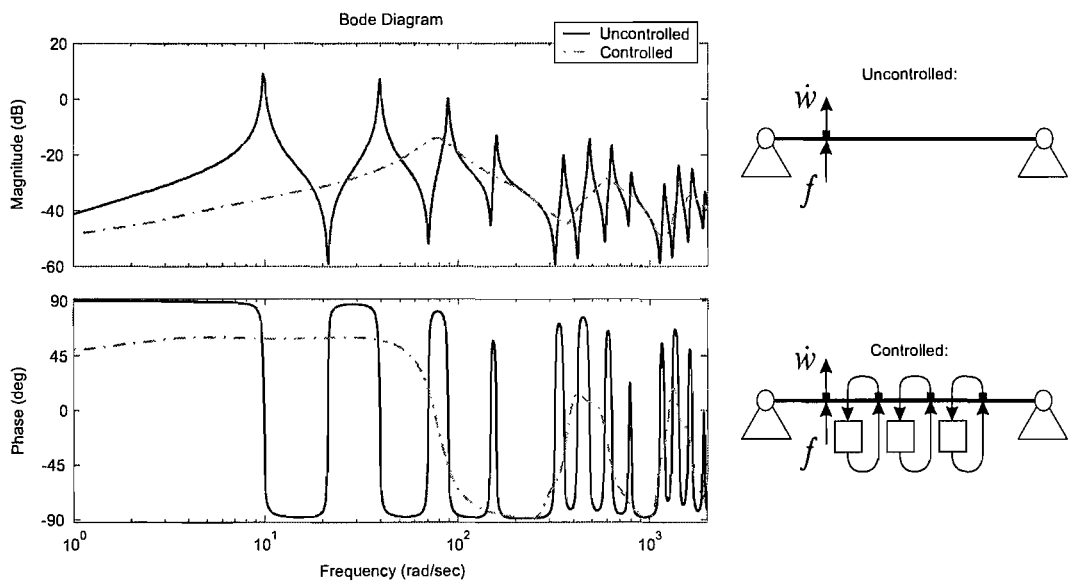 Bode Diagram
Uncontrolled
Controlled
20
0
-20
-40
-60
Magnitude (dB)
90
45
0
-45
-90
Phase (deg)
10^0
10^1
10^2
10^3
Frequency (rad/sec)
Uncontrolled:
ẇ
f
Controlled:
ẇ
f